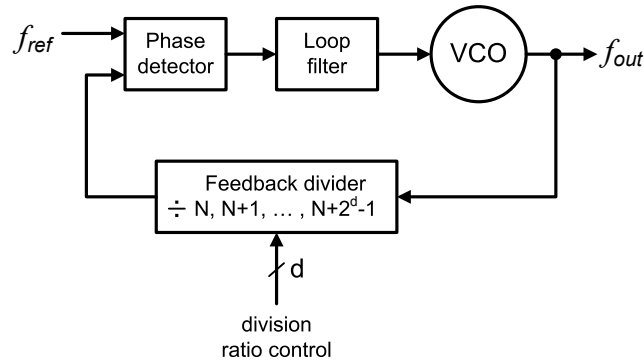 f_ref
Phase
detector
Loop
filter
VCO
f_out
Feedback divider
÷ N, N+1, … , N+2^d-1
d
division
ratio control